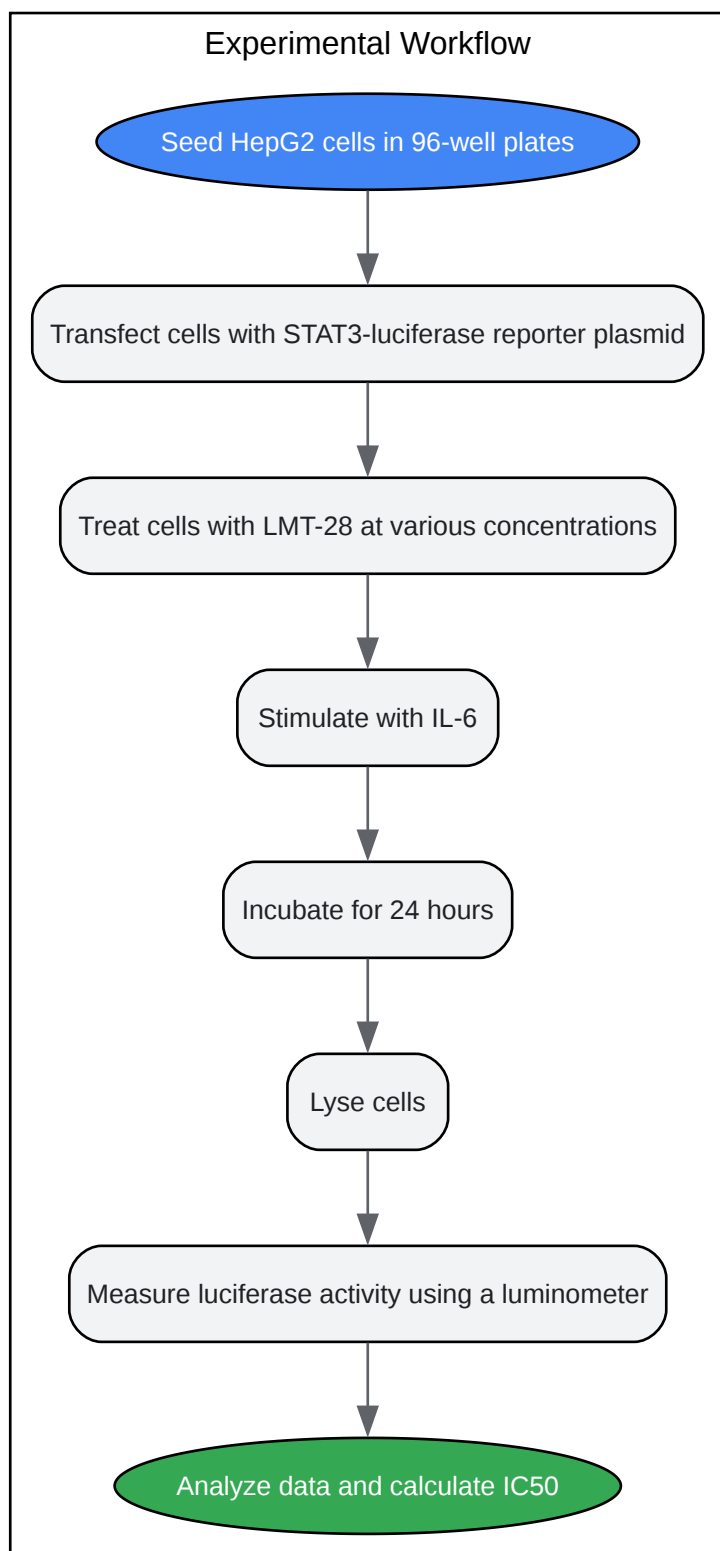 Experimental Workflow
Seed HepG2 cells in 96-well plates
Transfect cells with STAT3-luciferase reporter plasmid
Treat cells with LMT-28 at various concentrations
Stimulate with IL-6
Incubate for 24 hours
Lyse cells
Measure luciferase activity using a luminometer
Analyze data and calculate IC50